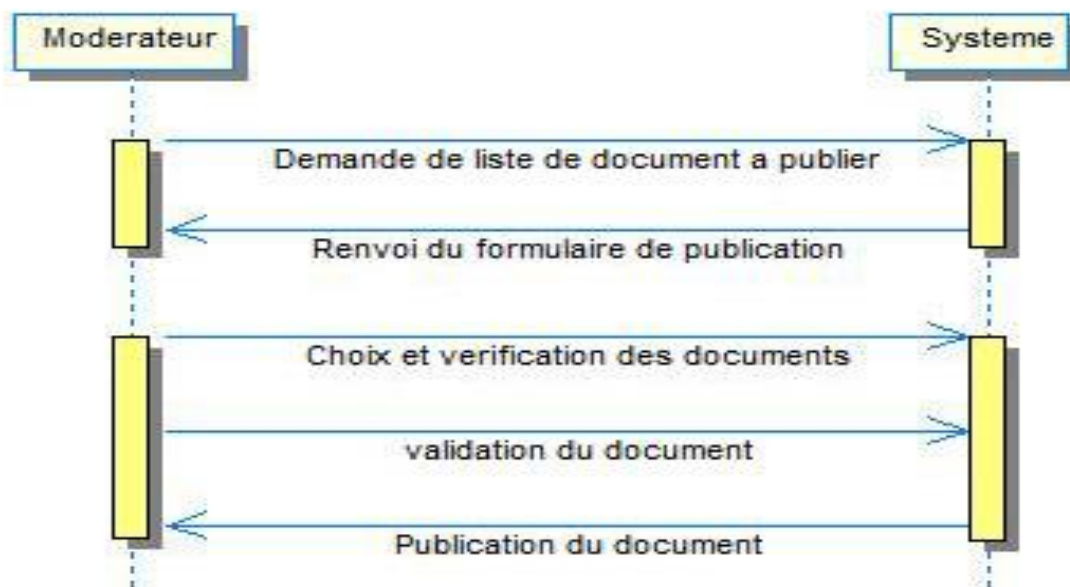 Moderateur
Systeme
Demande de liste de document a publier
Renvoi du formulaire de publication
Choix et verification des documents
validation du document
Publication du document